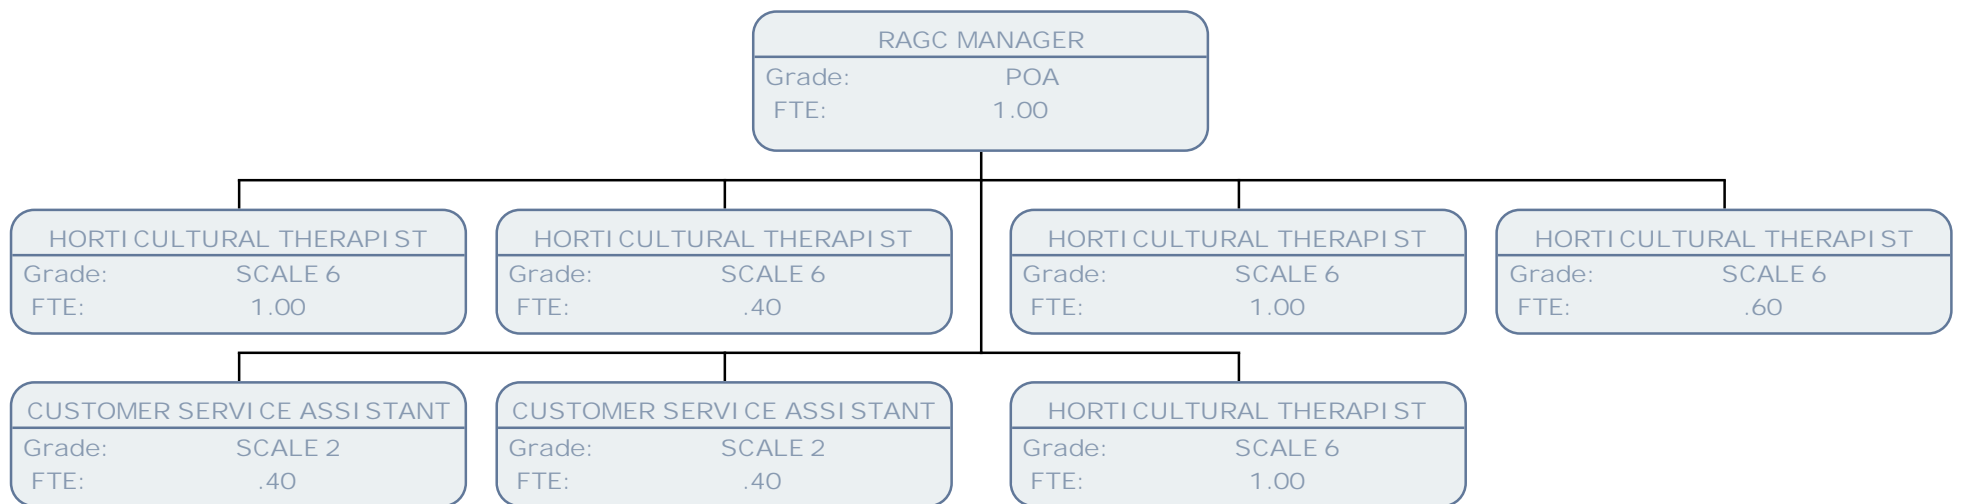 RAGC MANAGER
Grade: POA
FTE: 1.00
HORTICULTURAL THERAPIST
Grade: SCALE 6
FTE: 1.00
HORTICULTURAL THERAPIST
Grade: SCALE 6
FTE: .40
HORTICULTURAL THERAPIST
Grade: SCALE 6
FTE: 1.00
HORTICULTURAL THERAPIST
Grade: SCALE 6
FTE: .60
CUSTOMER SERVICE ASSISTANT
Grade: SCALE 2
FTE: .40
CUSTOMER SERVICE ASSISTANT
Grade: SCALE 2
FTE: .40
HORTICULTURAL THERAPIST
Grade: SCALE 6
FTE: 1.00